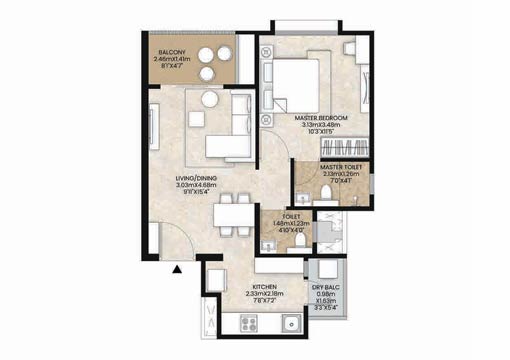 BALCONY
2.46mX1.41m
8'1"X4'7"
MASTER BEDROOM
3.13mX3.48m
10'3"X11'5"
LIVING/DINING
3.03mX4.68m
9'11"X15'4"
MASTER TOILET
2.13mX1.26m
7'0"X4'1"
TOILET
1.48mX1.23m
4'10"X4'0"
KITCHEN
2.33mX2.18m
7'8"X7'2"
DRY BALC
0.98m
X1.63m
3'3"X5'4"